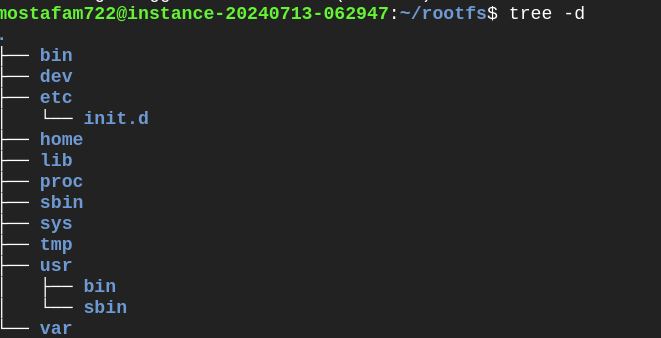 mostafam722@instance-20240713-062947:~/rootfs$ tree -d
.
├── bin
├── dev
├── etc
│   └── init.d
├── home
├── lib
├── proc
├── sbin
├── sys
├── tmp
├── usr
│   ├── bin
│   └── sbin
└── var